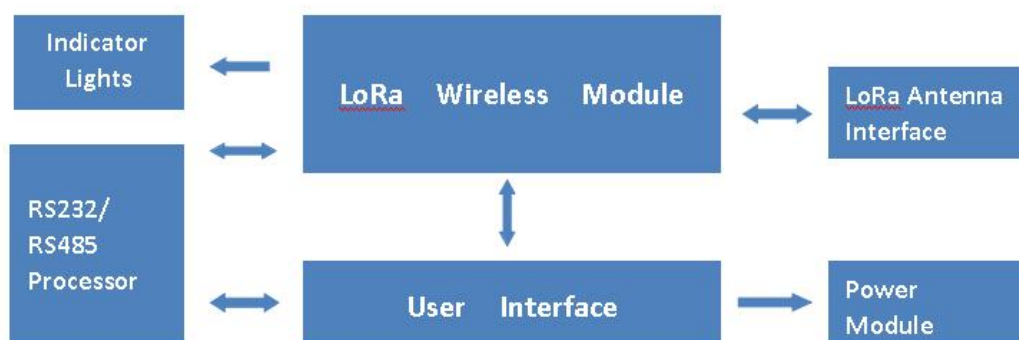 Indicator
Lights
LoRa Wireless Module
LoRa Antenna
Interface
RS232/
RS485
Processor
User Interface
Power
Module